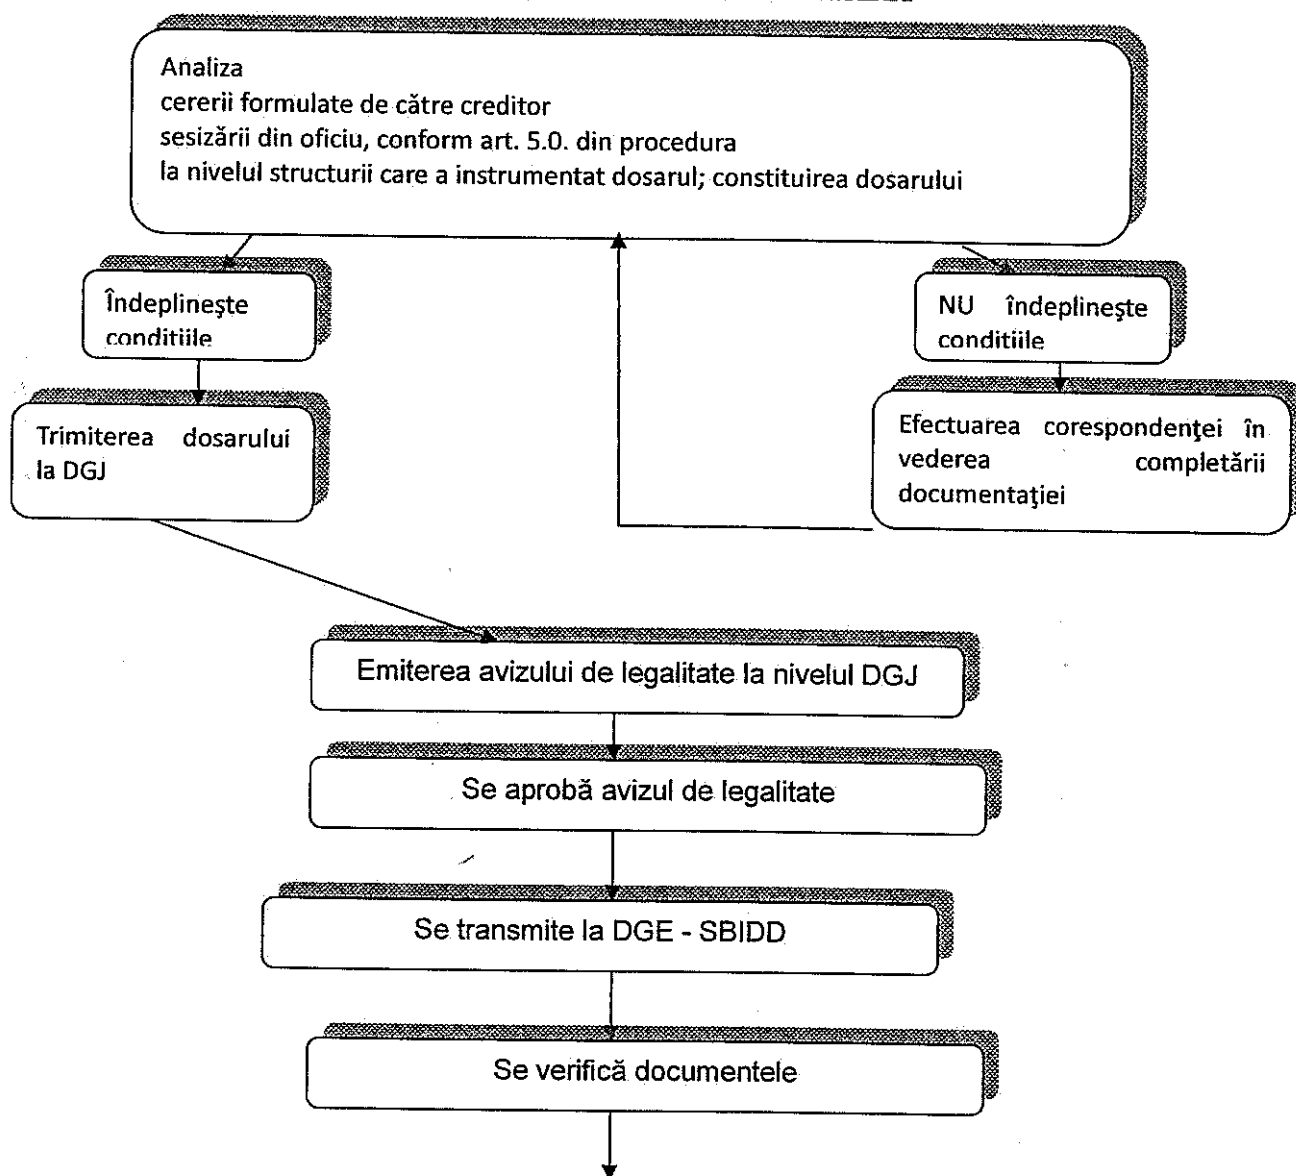 Analiza
cererii formulate de către creditor
sesizării din oficiu, conform art. 5.0. din procedura
la nivelul structurii care a instrumentat dosarul; constituirea dosarului
Îndeplineşte
conditiile
NU îndeplineşte
conditiile
Trimiterea dosarului
la DGJ
Efectuarea corespondenţei în
vederea completării
documentaţiei
Emiterea avizului de legalitate la nivelul DGJ
Se aprobă avizul de legalitate
Se transmite la DGE - SBIDD
Se verifică documentele